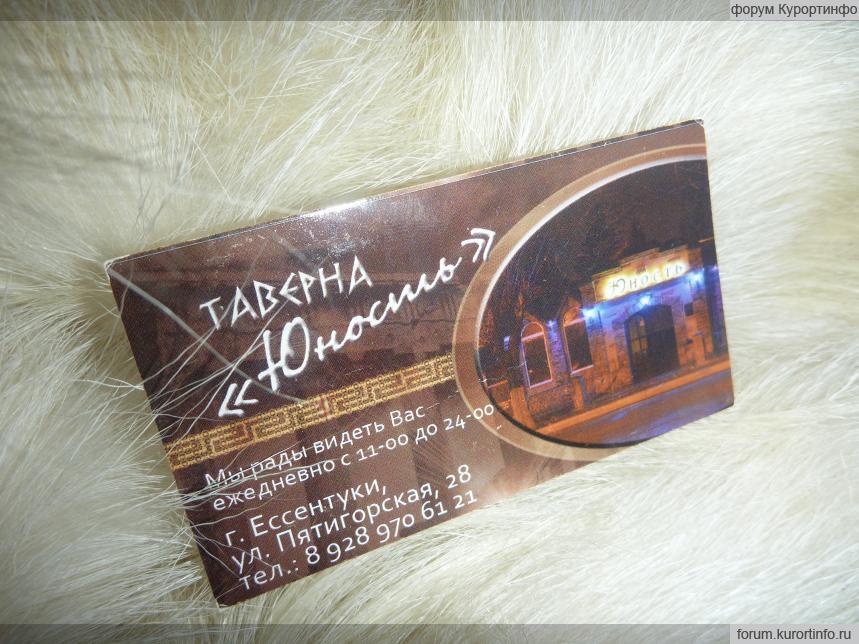 форум Курортинфо
ТАВЕРНА
«Юность»
Юность
Мы рады видеть Вас
ежедневно с 11-00 до 24-00
г. Ессентуки,
ул. Пятигорская, 28
тел.: 8 928 970 61 21
forum.kurortinfo.ru